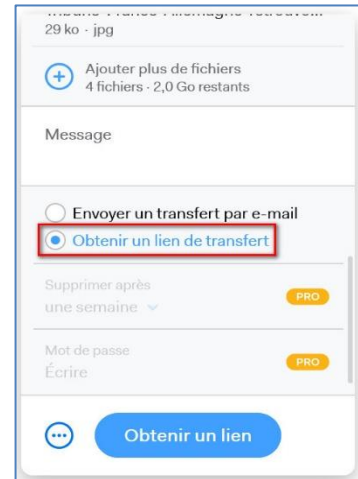 29 ko · jpg
Ajouter plus de fichiers
4 fichiers · 2,0 Go restants
Message
Envoyer un transfert par e-mail
Obtenir un lien de transfert
Supprimer après
une semaine
PRO
Mot de passe
Écrire
PRO
Obtenir un lien